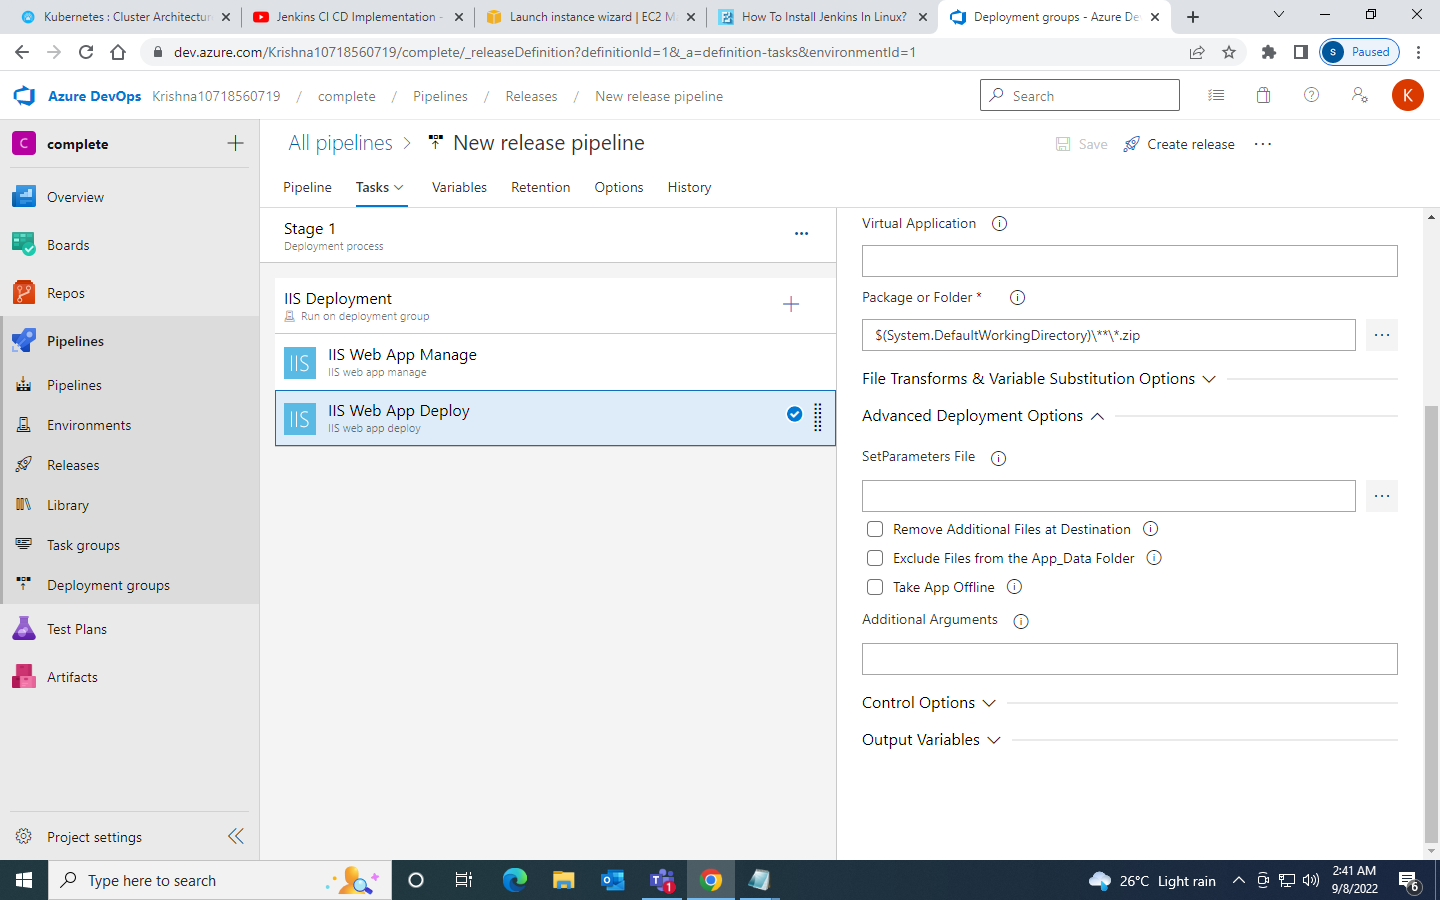 Kubernetes : Cluster Architectur
Jenkins CI CD Implementation -
Launch instance wizard | EC2 M
How To Install Jenkins In Linux?
Deployment groups - Azure De
dev.azure.com/Krishna10718560719/complete/_releaseDefinition?definitionId=1&_a=definition-tasks&environmentId=1
s Paused
Azure DevOps Krishna10718560719 / complete / Pipelines / Releases / New release pipeline
Search
K
C complete
Overview
Boards
Repos
Pipelines
Pipelines
Environments
Releases
Library
Task groups
Deployment groups
Test Plans
Artifacts
Project settings
All pipelines > New release pipeline
Save Create release ...
Pipeline Tasks Variables Retention Options History
Stage 1
Deployment process
IIS Deployment
Run on deployment group
IIS IIS Web App Manage
IIS web app manage
IIS IIS Web App Deploy
IIS web app deploy
Virtual Application
Package or Folder *
$(System.DefaultWorkingDirectory)\**\*.zip
File Transforms & Variable Substitution Options
Advanced Deployment Options
SetParameters File
Remove Additional Files at Destination
Exclude Files from the App_Data Folder
Take App Offline
Additional Arguments
Control Options
Output Variables
Type here to search
1
26°C Light rain
2:41 AM
9/8/2022
6